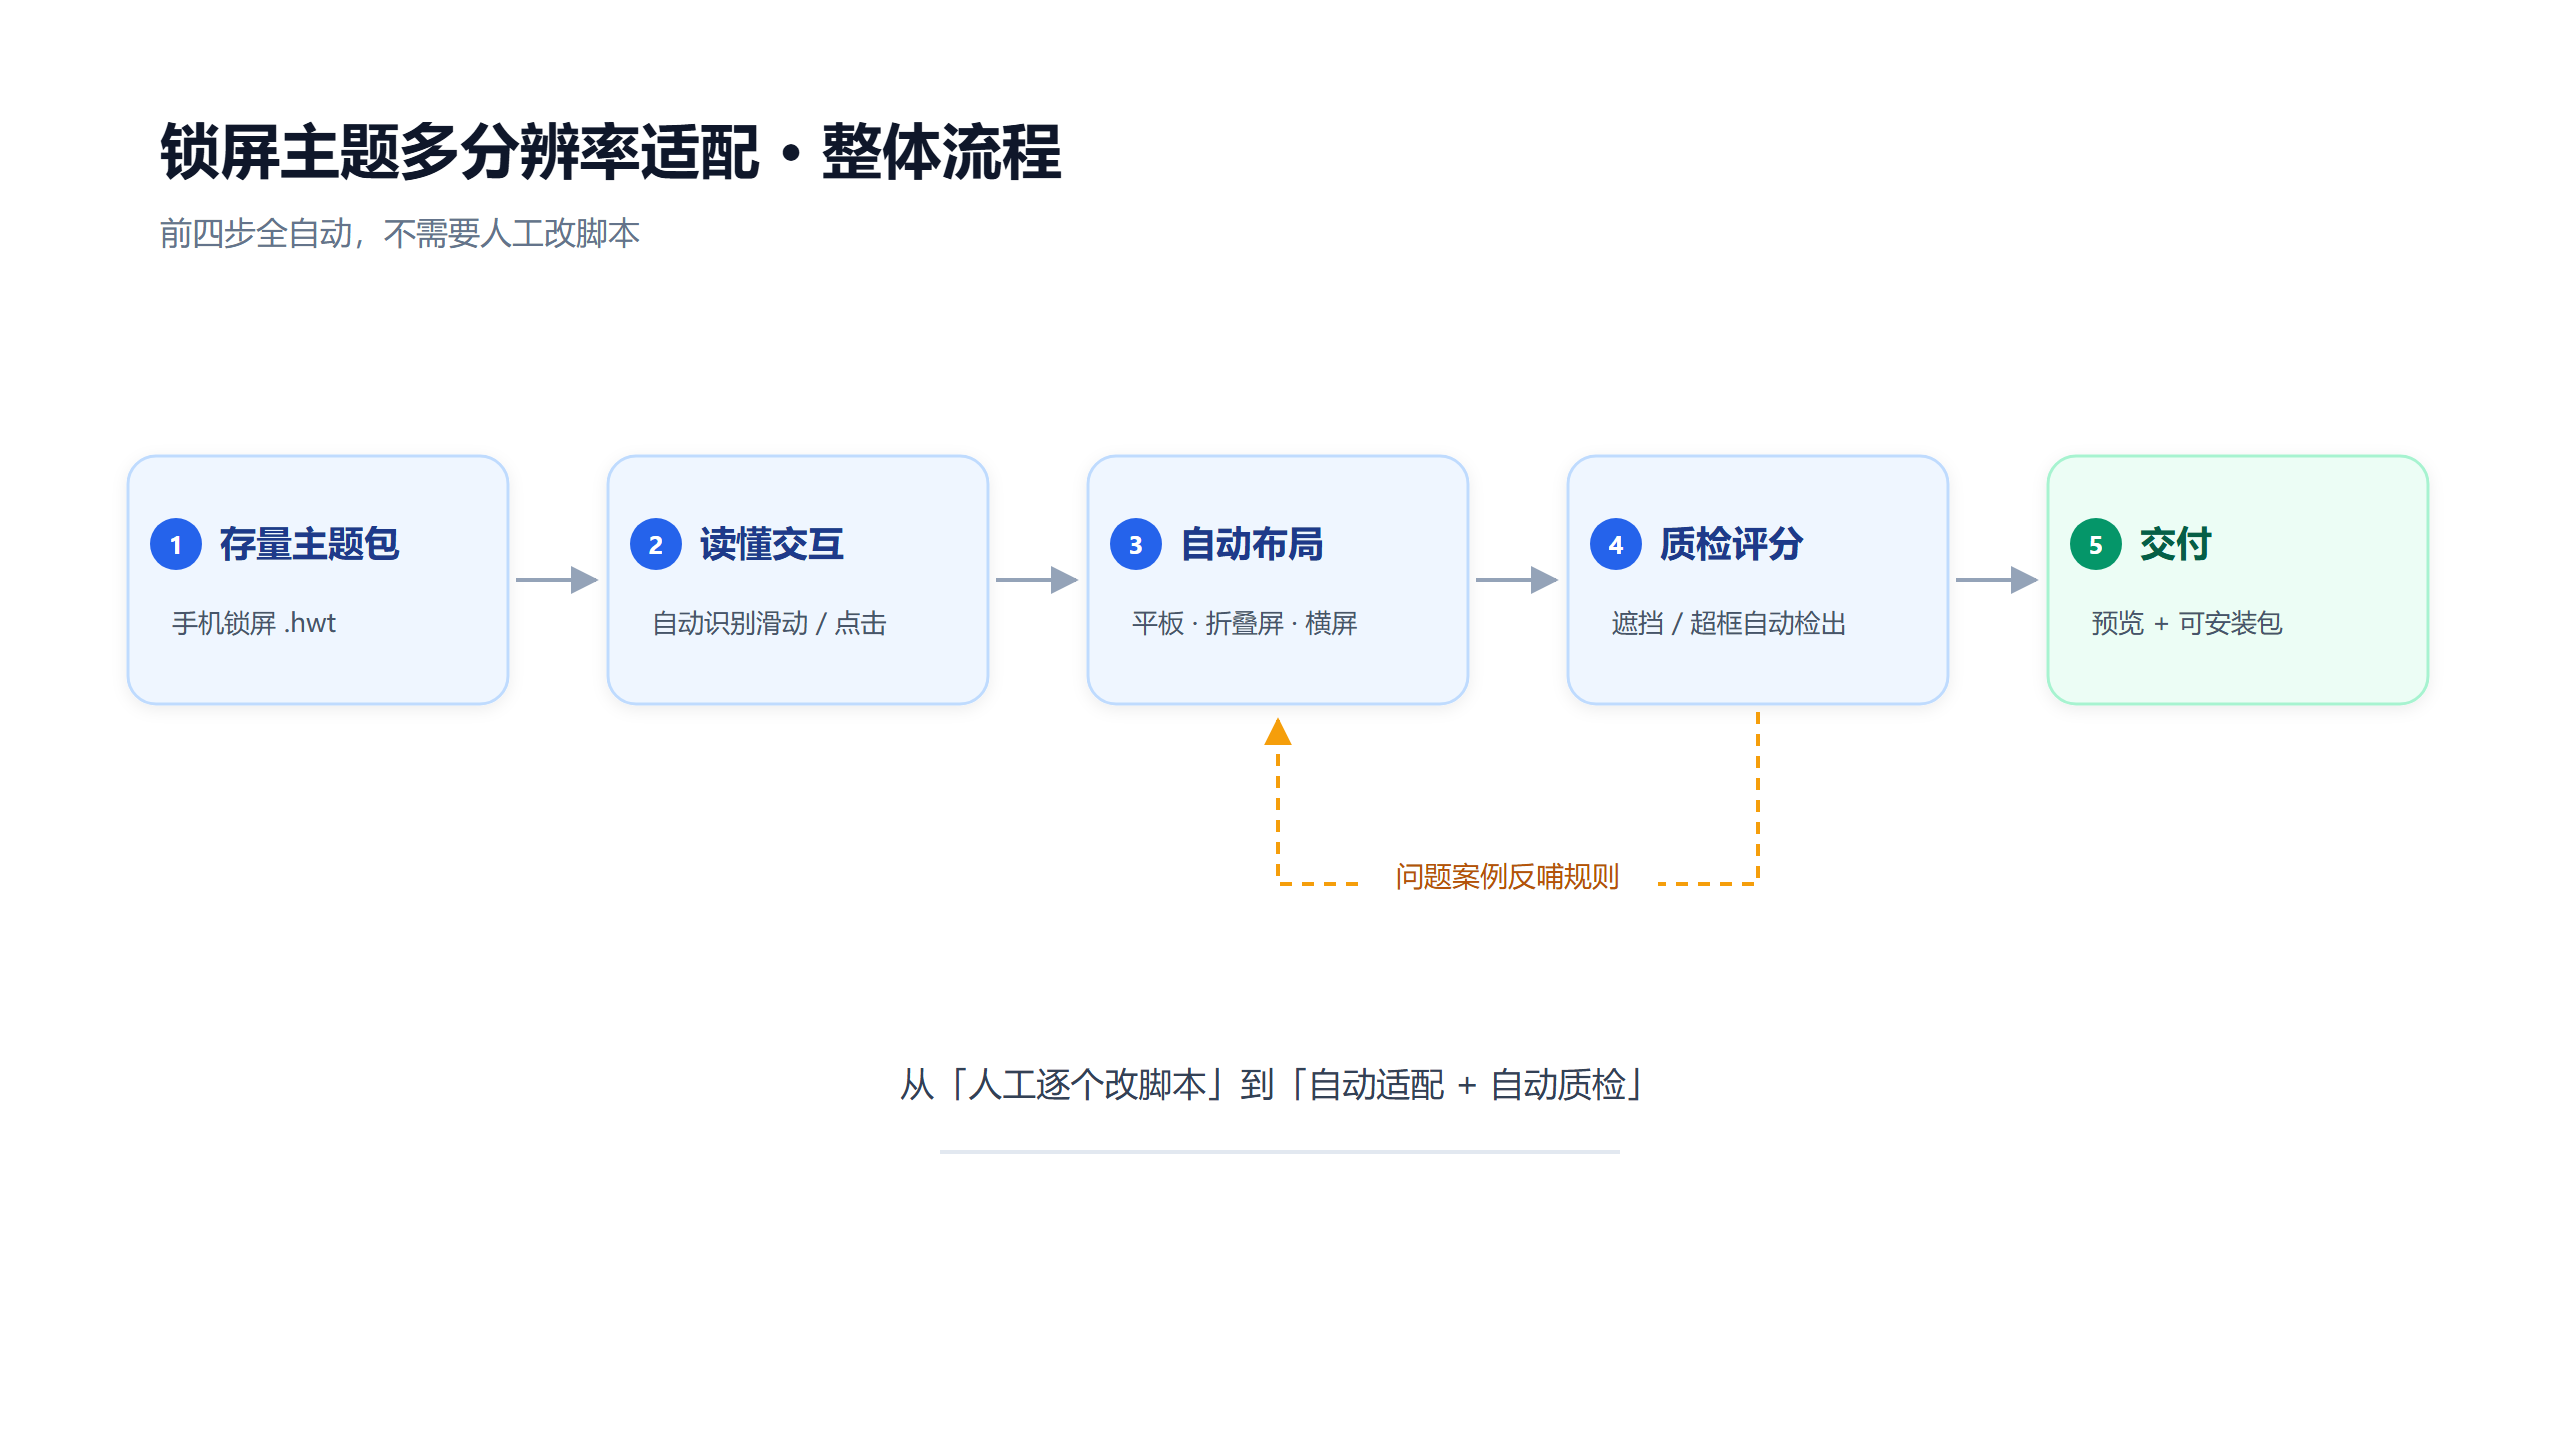 锁屏主题多分辨率适配 · 整体流程
前四步全自动，不需要人工改脚本
1 存量主题包
手机锁屏 .hwt
2 读懂交互
自动识别滑动 / 点击
3 自动布局
平板 · 折叠屏 · 横屏
4 质检评分
遮挡 / 超框自动检出
5 交付
预览 + 可安装包
问题案例反哺规则
从「人工逐个改脚本」到「自动适配 + 自动质检」